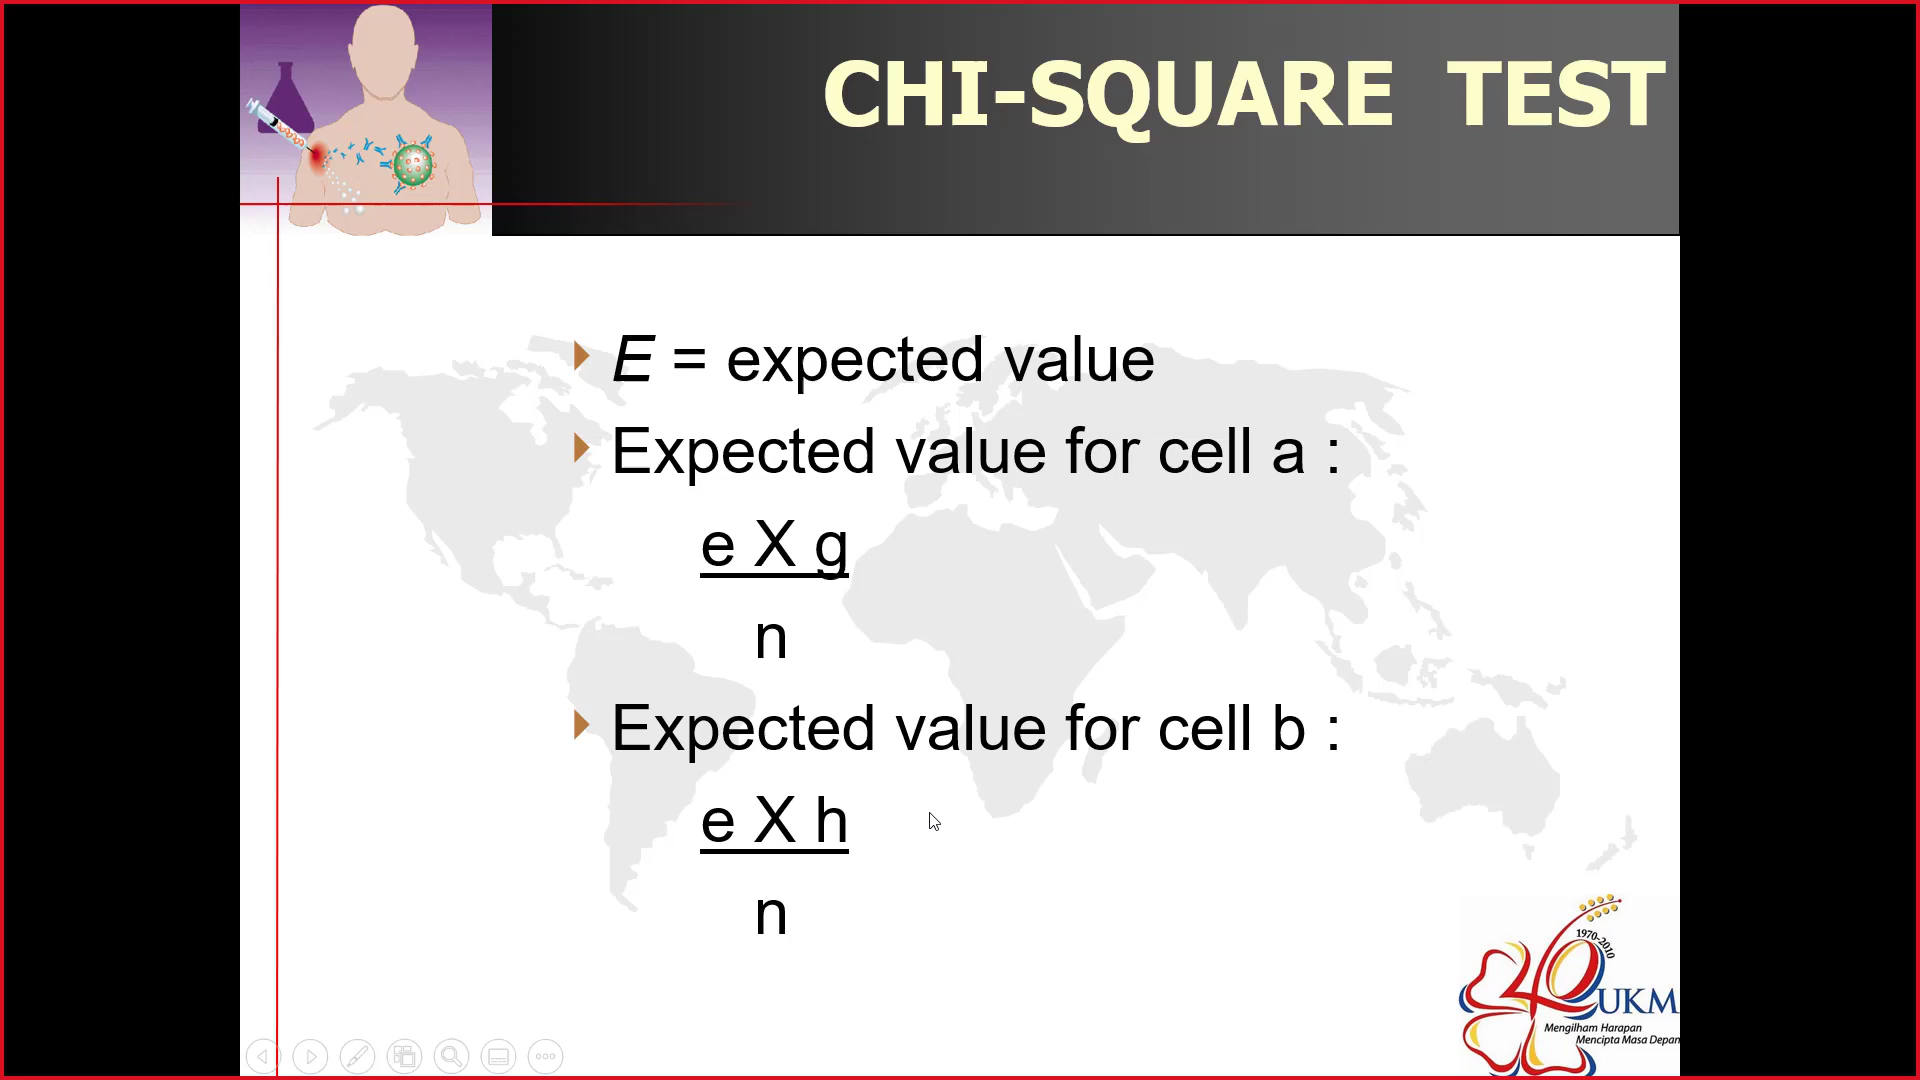 CHI-SQUARE TEST
E = expected value
Expected value for cell a :
e X g
n
Expected value for cell b :
e X h
n
1970-2010
UKM
Mengilham Harapan
Mencipta Masa Depan